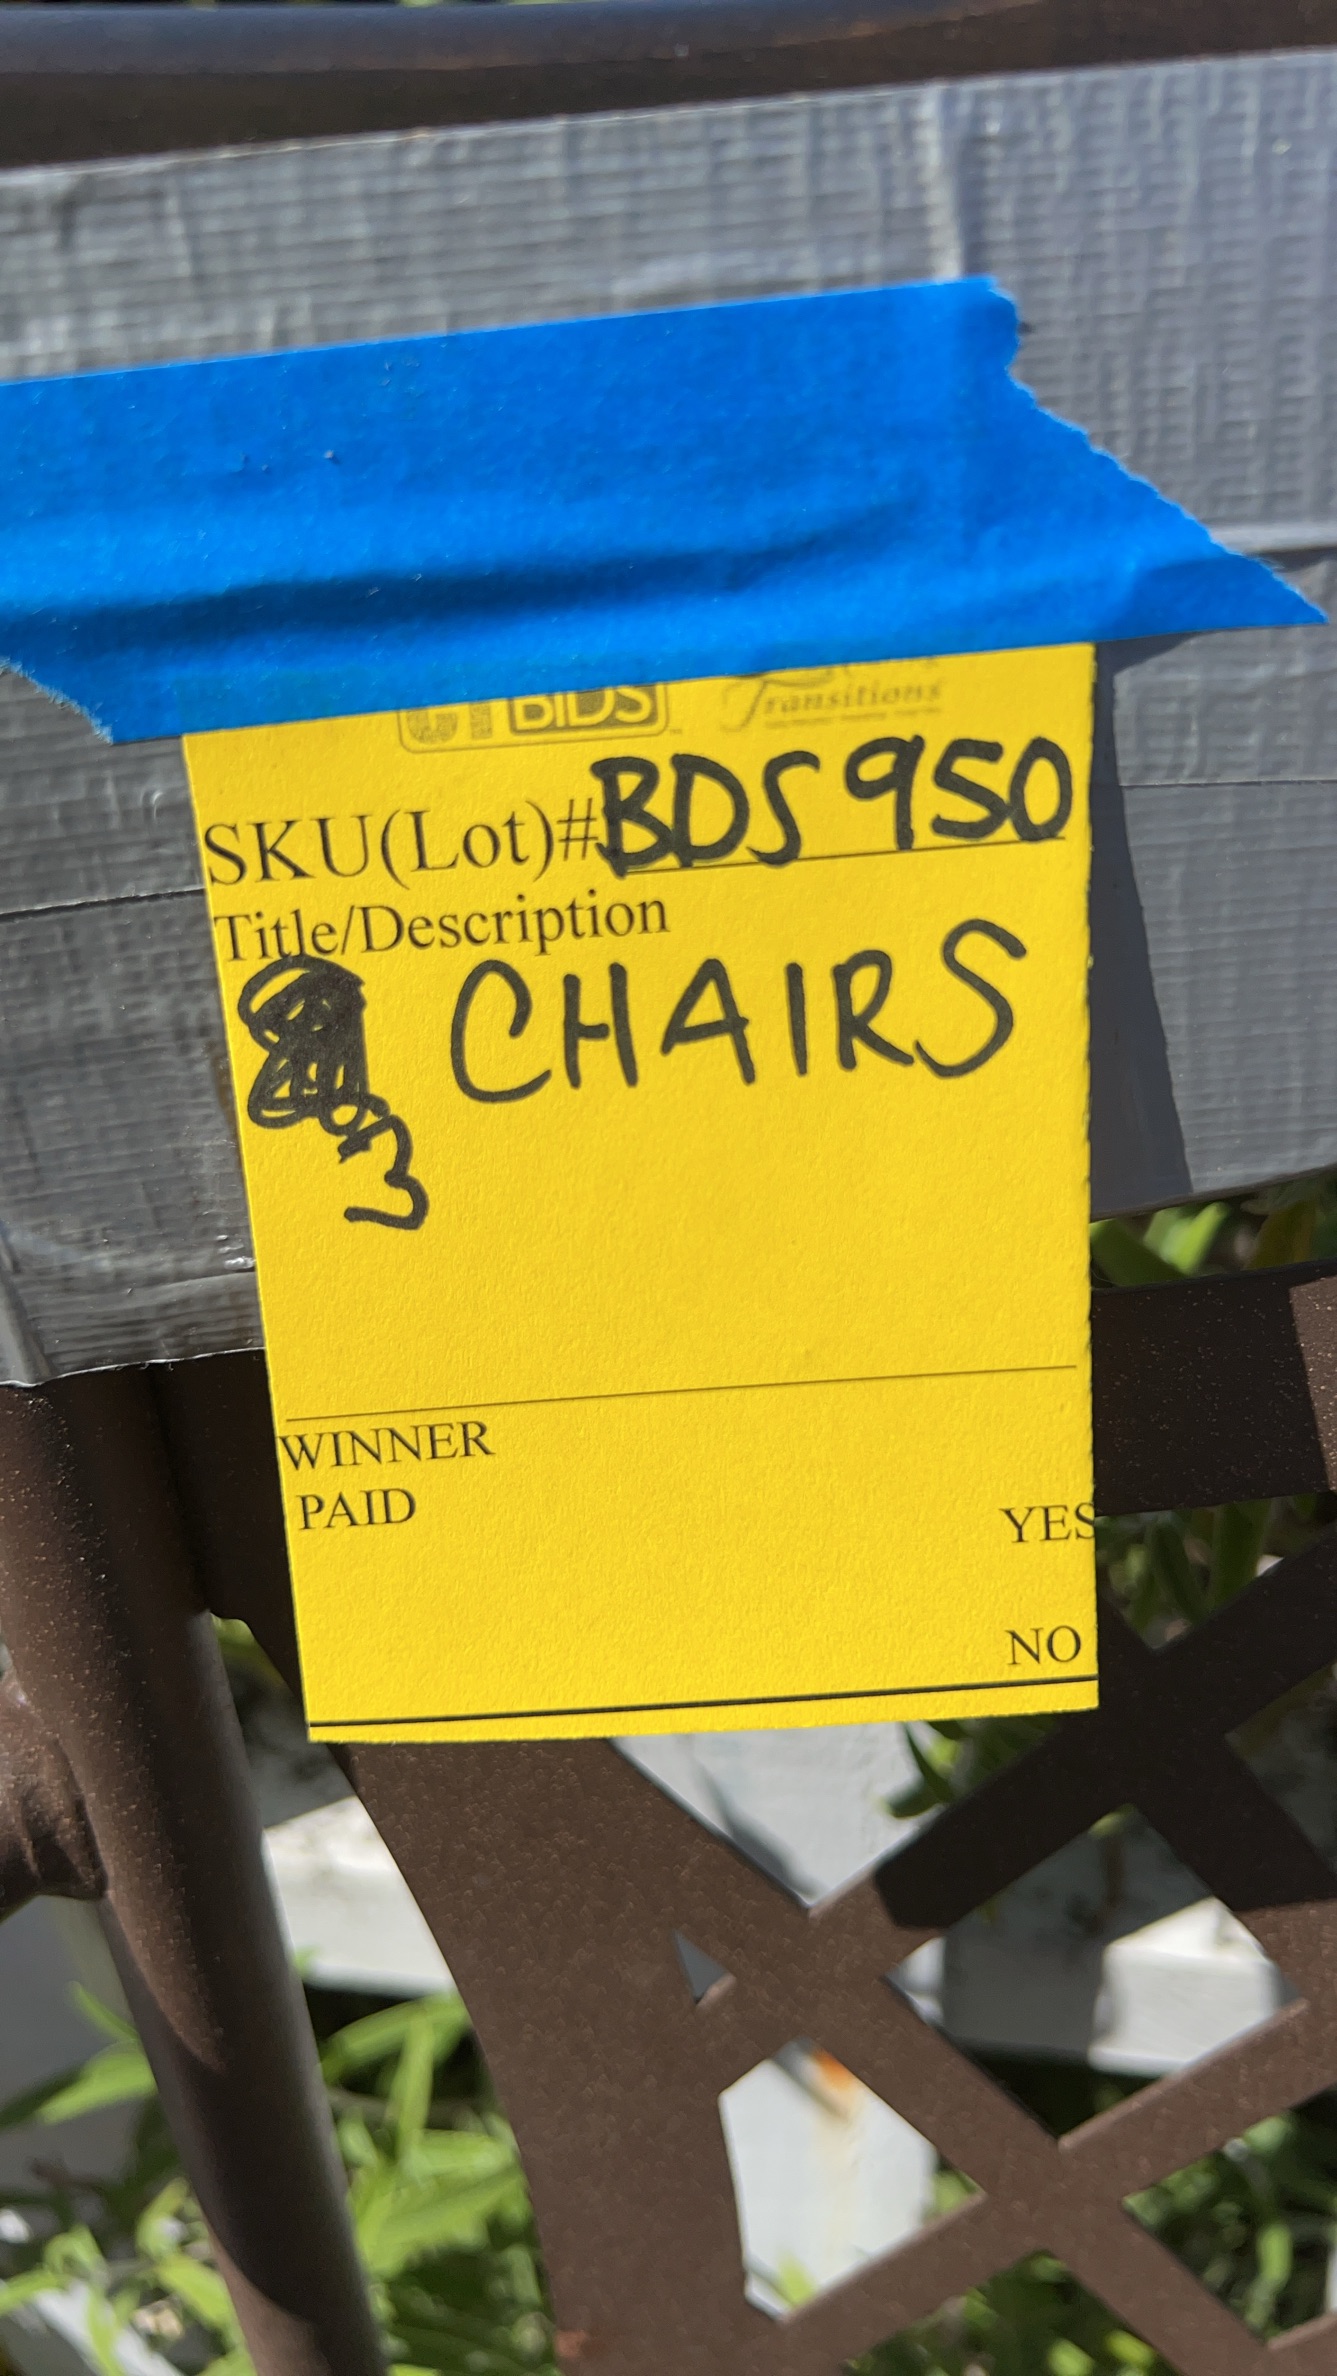 BIDS
Transitions
SKU(Lot)# BDS950
Title/Description
CHAIRS
3
WINNER
PAID
YES
NO